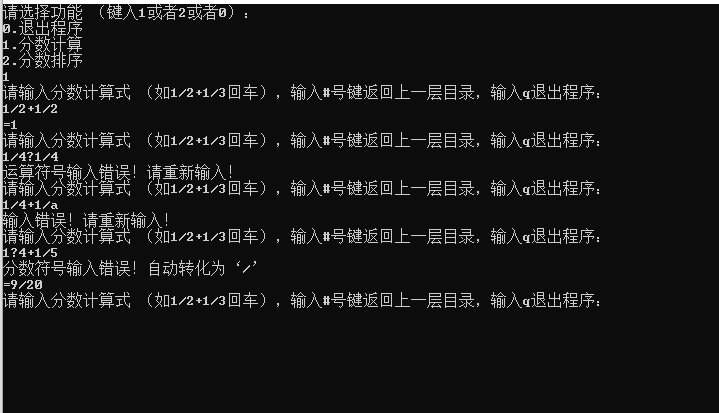 请选择功能 （键入1或者2或者0）:
0.退出程序
1.分数计算
2.分数排序
1
请输入分数计算式 （如1/2+1/3回车），输入#号键返回上一层目录，输入q退出程序:
1/2+1/2
=1
请输入分数计算式 （如1/2+1/3回车），输入#号键返回上一层目录，输入q退出程序:
1/4?1/4
运算符号输入错误！请重新输入！
请输入分数计算式 （如1/2+1/3回车），输入#号键返回上一层目录，输入q退出程序:
1/4+1/a
输入错误！请重新输入！
请输入分数计算式 （如1/2+1/3回车），输入#号键返回上一层目录，输入q退出程序:
1?4+1/5
分数符号输入错误！自动转化为‘/’
=9/20
请输入分数计算式 （如1/2+1/3回车），输入#号键返回上一层目录，输入q退出程序: